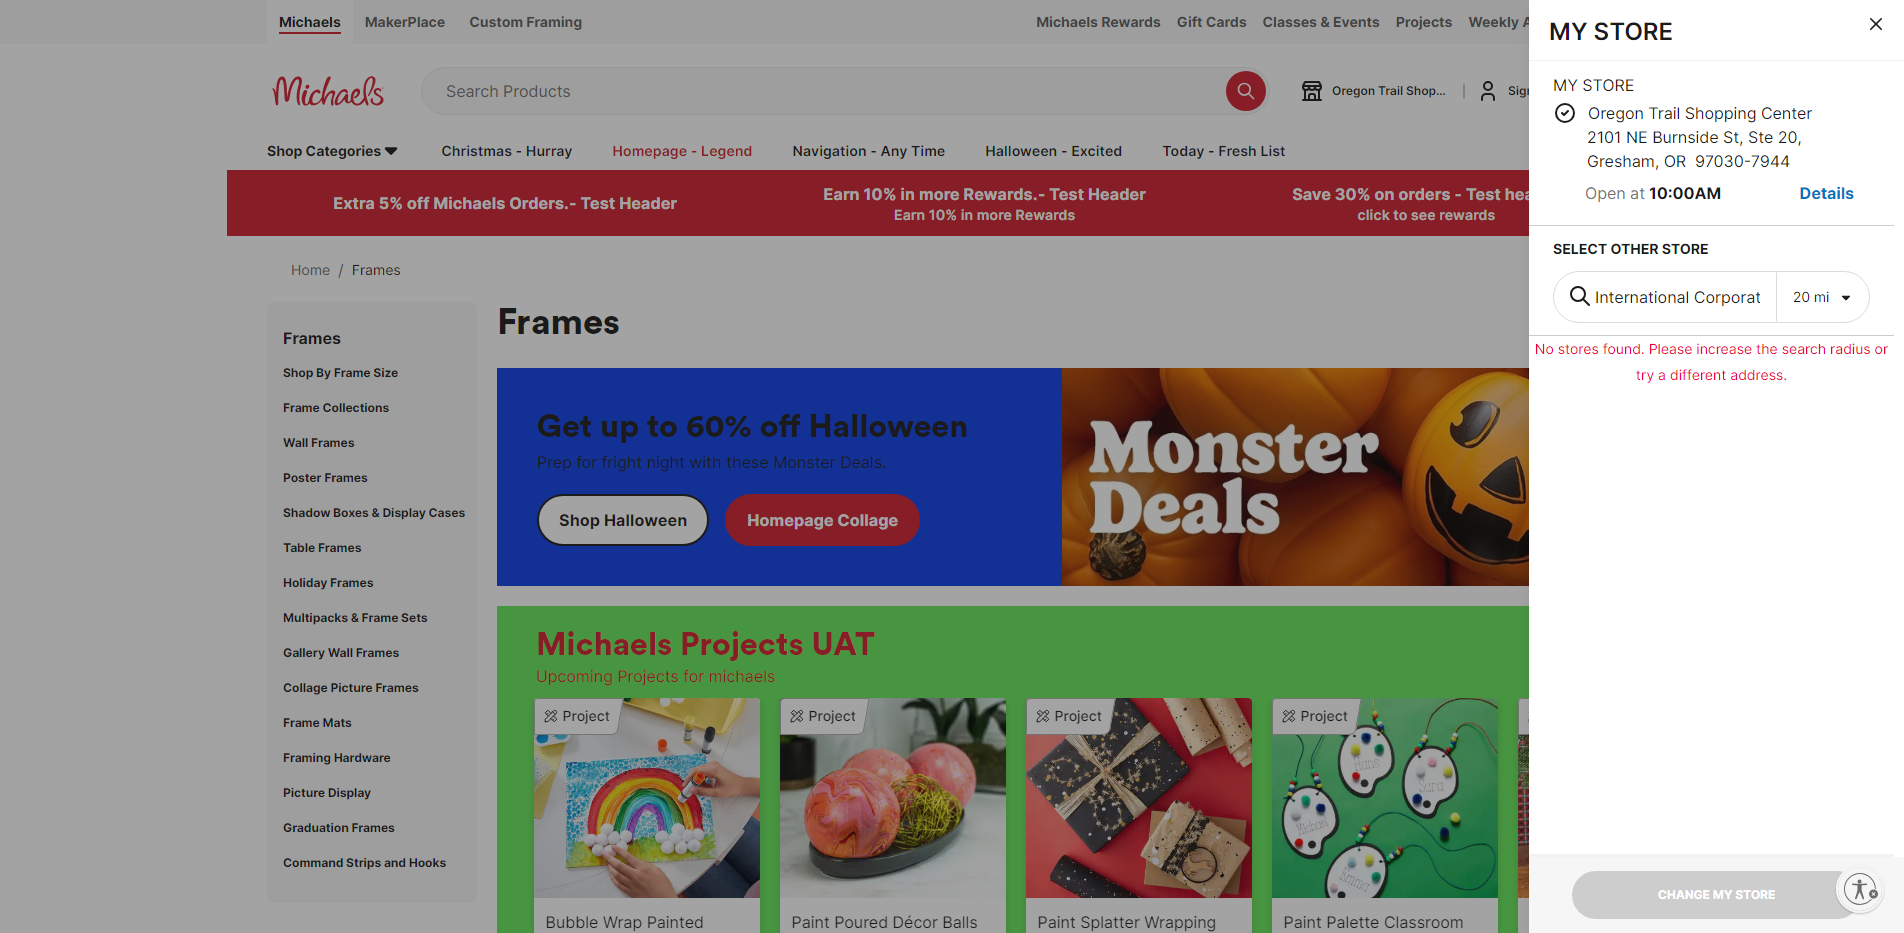 Michaels
MakerPlace
Custom Framing
Michaels Rewards
Gift Cards
Classes & Events
Projects
Weekly A
Michaels
Search Products
Oregon Trail Shop...
Sign
Shop Categories
Christmas - Hurray
Homepage - Legend
Navigation - Any Time
Halloween - Excited
Today - Fresh List
Extra 5% off Michaels Orders.- Test Header
Earn 10% in more Rewards.- Test Header
Earn 10% in more Rewards
Save 30% on orders - Test hea
click to see rewards
Home / Frames
Frames
Shop By Frame Size
Frame Collections
Wall Frames
Poster Frames
Shadow Boxes & Display Cases
Table Frames
Holiday Frames
Multipacks & Frame Sets
Gallery Wall Frames
Collage Picture Frames
Frame Mats
Framing Hardware
Picture Display
Graduation Frames
Command Strips and Hooks
Frames
Get up to 60% off Halloween
Prep for fright night with these Monster Deals.
Shop Halloween
Homepage Collage
Monster
Deals
Michaels Projects UAT
Upcoming Projects for michaels
Project
Bubble Wrap Painted
Project
Paint Poured Décor Balls
Project
Paint Splatter Wrapping
Project
Hans
Sara
Michael
Emma
Paint Palette Classroom
MY STORE
MY STORE
Oregon Trail Shopping Center
2101 NE Burnside St, Ste 20,
Gresham, OR 97030-7944
Open at 10:00AM
Details
SELECT OTHER STORE
International Corporat
20 mi
No stores found. Please increase the search radius or
try a different address.
CHANGE MY STORE